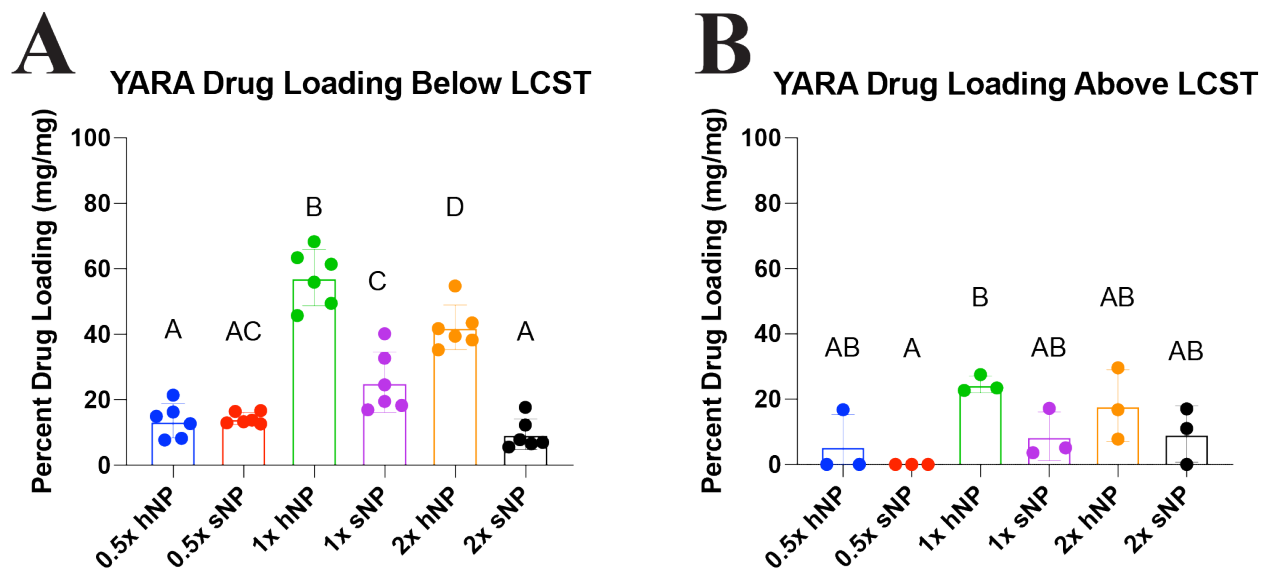 A
YARA Drug Loading Below LCST
Percent Drug Loading (mg/mg)
100
80
60
40
20
0
A
AC
B
C
D
A
0.5x hNP
0.5x sNP
1x hNP
1x sNP
2x hNP
2x sNP
B
YARA Drug Loading Above LCST
Percent Drug Loading (mg/mg)
100
80
60
40
20
0
AB
A
B
AB
AB
AB
0.5x hNP
0.5x sNP
1x hNP
1x sNP
2x hNP
2x sNP